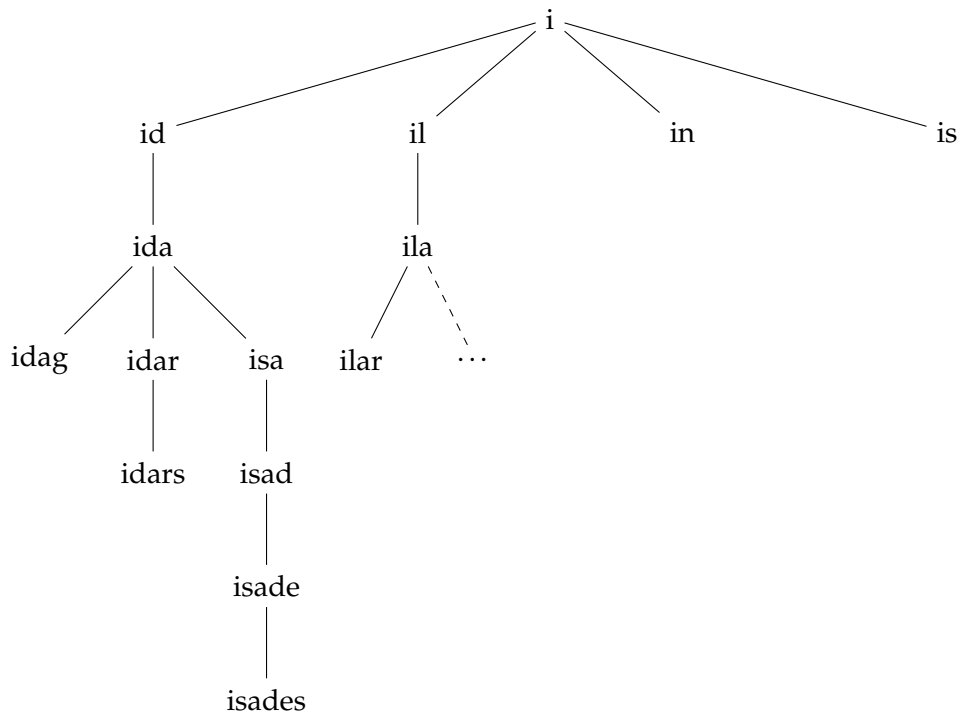 i
id il in is
ida ila
idag idar isa ilar ...
idars isad
isade
isades